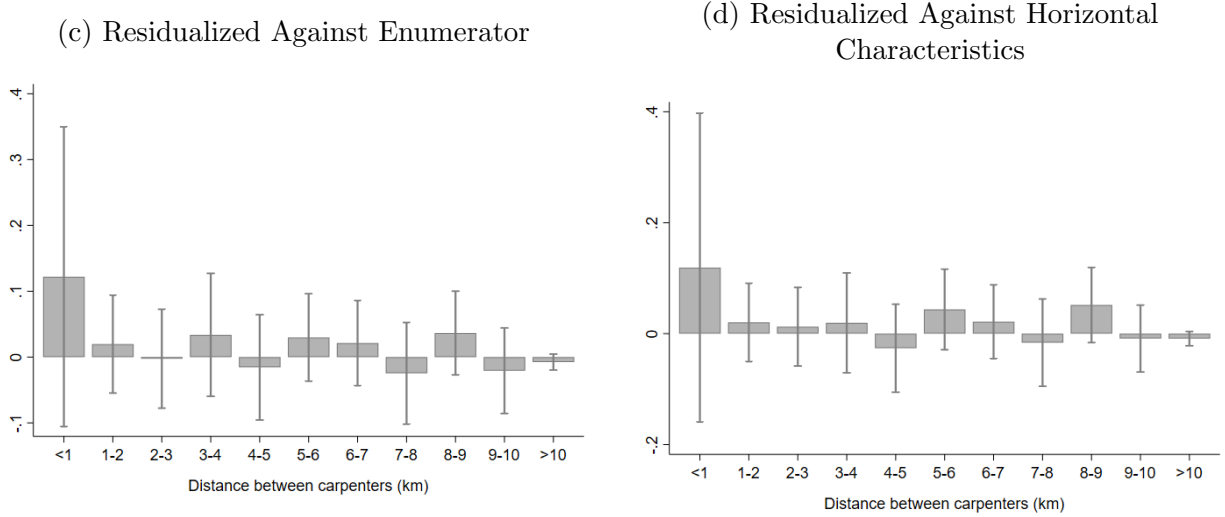 (c) Residualized Against Enumerator
.4
.3
.2
.1
0
-.1
<1 1-2 2-3 3-4 4-5 5-6 6-7 7-8 8-9 9-10 >10
Distance between carpenters (km)
(d) Residualized Against Horizontal
Characteristics
.4
.2
0
-.2
<1 1-2 2-3 3-4 4-5 5-6 6-7 7-8 8-9 9-10 >10
Distance between carpenters (km)